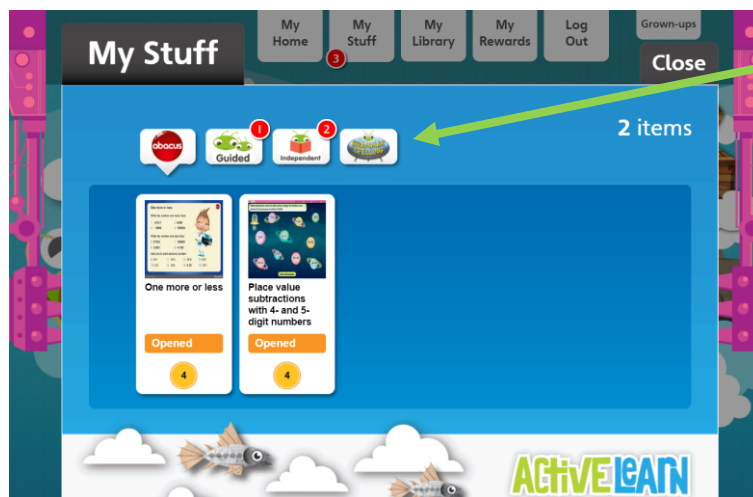 My Home
My Stuff
My Library
My Rewards
Log Out
Grown-ups
3
My Stuff
Close
2 items
abacus
Guided
1
Independent
2
One more or less
Place value
subtractions
with 4- and 5-
digit numbers
Opened
Opened
4
4
ACTIVE LEARN